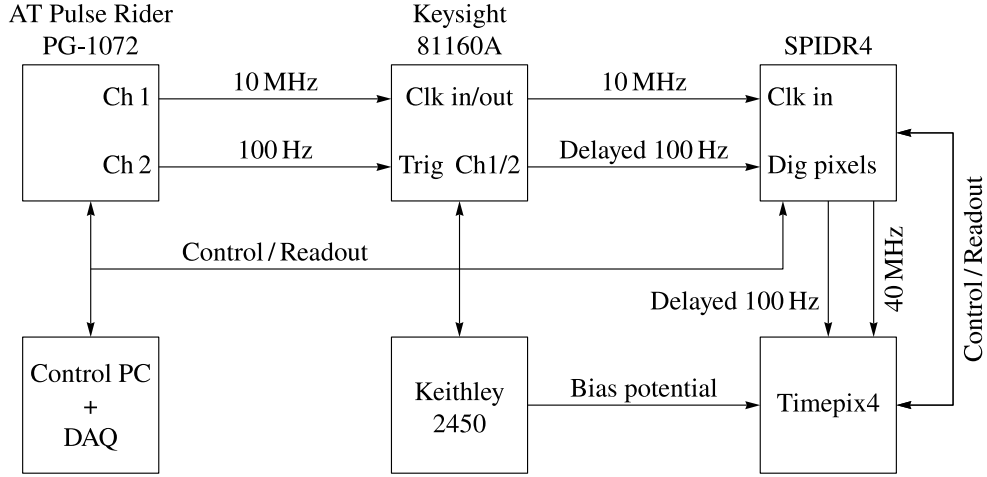 AT Pulse Rider
PG-1072
Keysight
81160A
SPIDR4
Ch 1
10 MHz
Clk in/out
10 MHz
Clk in
Ch 2
100 Hz
Trig Ch1/2
Delayed 100 Hz
Dig pixels
Control / Readout
Delayed 100 Hz
40 MHz
Control / Readout
Control PC
+
DAQ
Keithley
2450
Bias potential
Timepix4